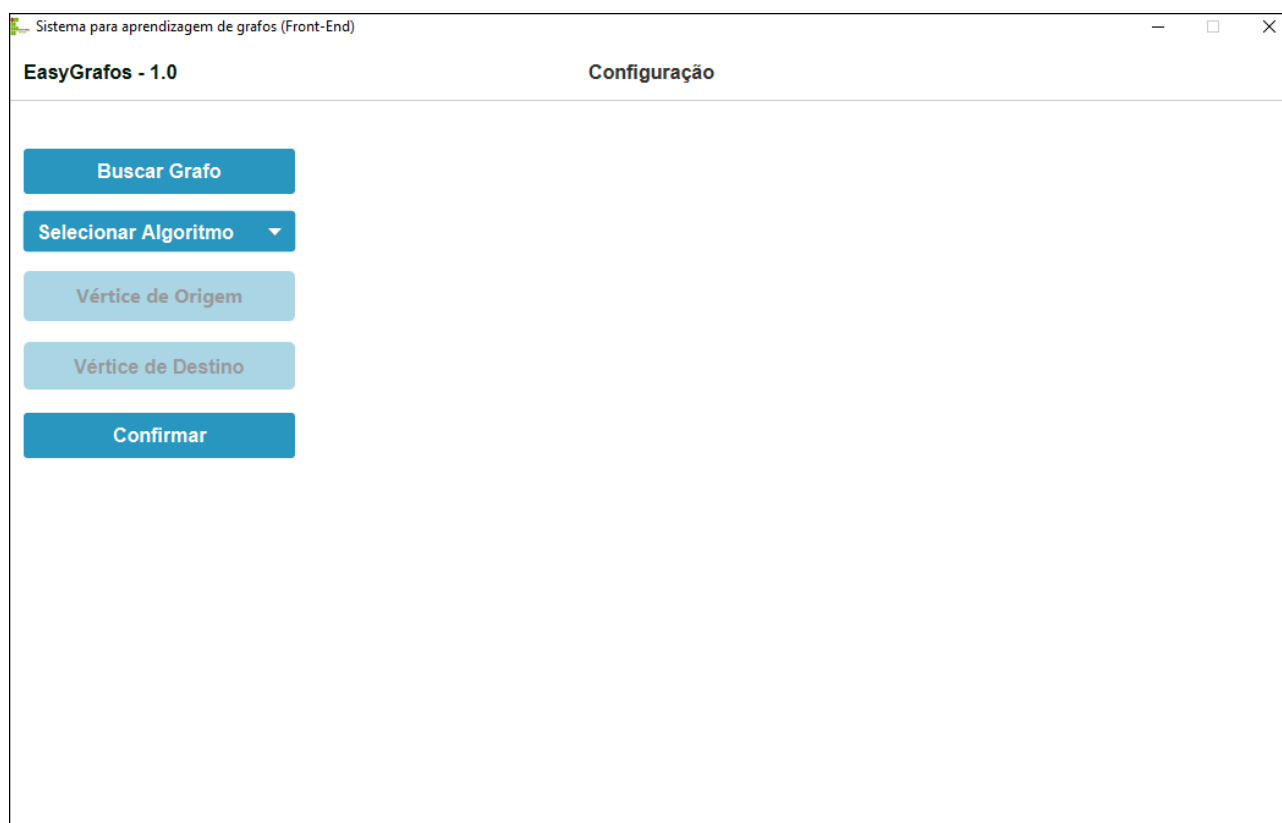 Sistema para aprendizagem de grafos (Front-End)
EasyGrafos - 1.0
Configuração
Buscar Grafo
Selecionar Algoritmo
Vértice de Origem
Vértice de Destino
Confirmar